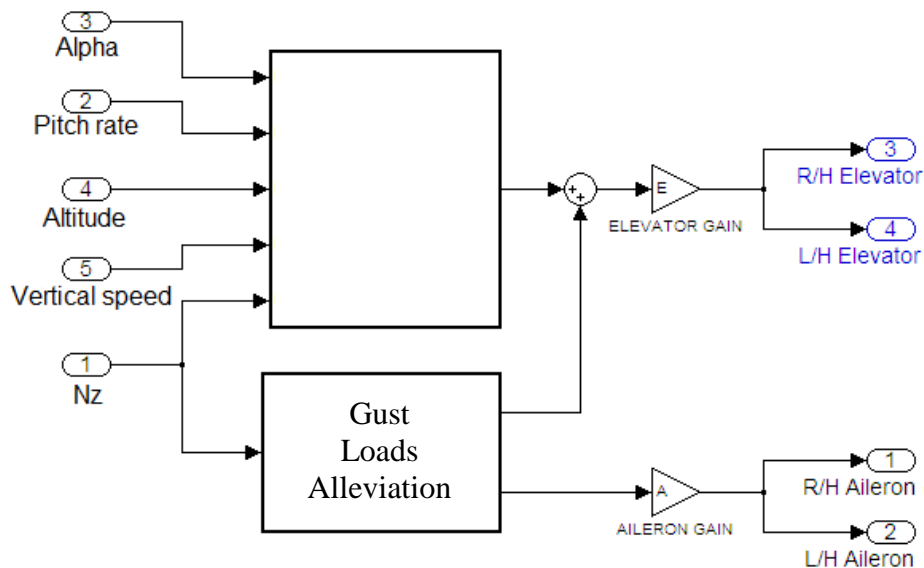 3
Alpha
2
Pitch rate
4
Altitude
5
Vertical speed
1
Nz
Gust
Loads
Alleviation
+
+
E
ELEVATOR GAIN
3
R/H Elevator
4
L/H Elevator
A
AILERON GAIN
1
R/H Aileron
2
L/H Aileron